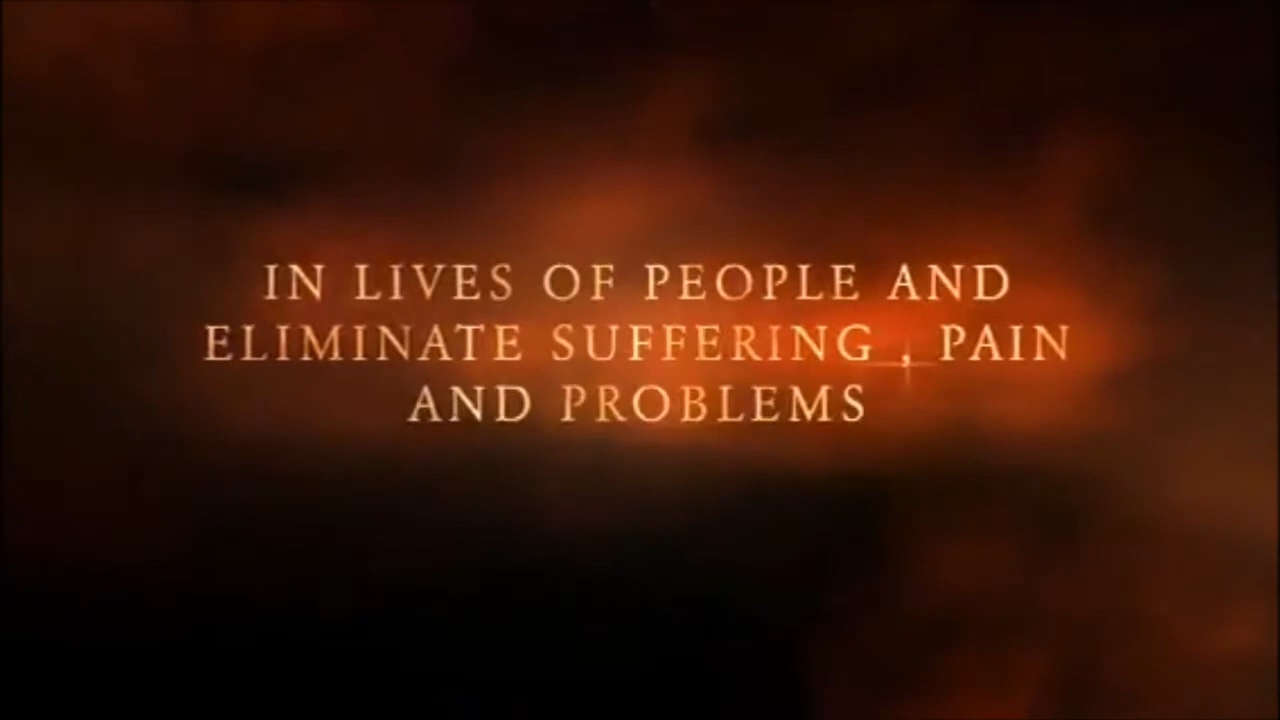 IN LIVES OF PEOPLE AND
ELIMINATE SUFFERING , PAIN
AND PROBLEMS